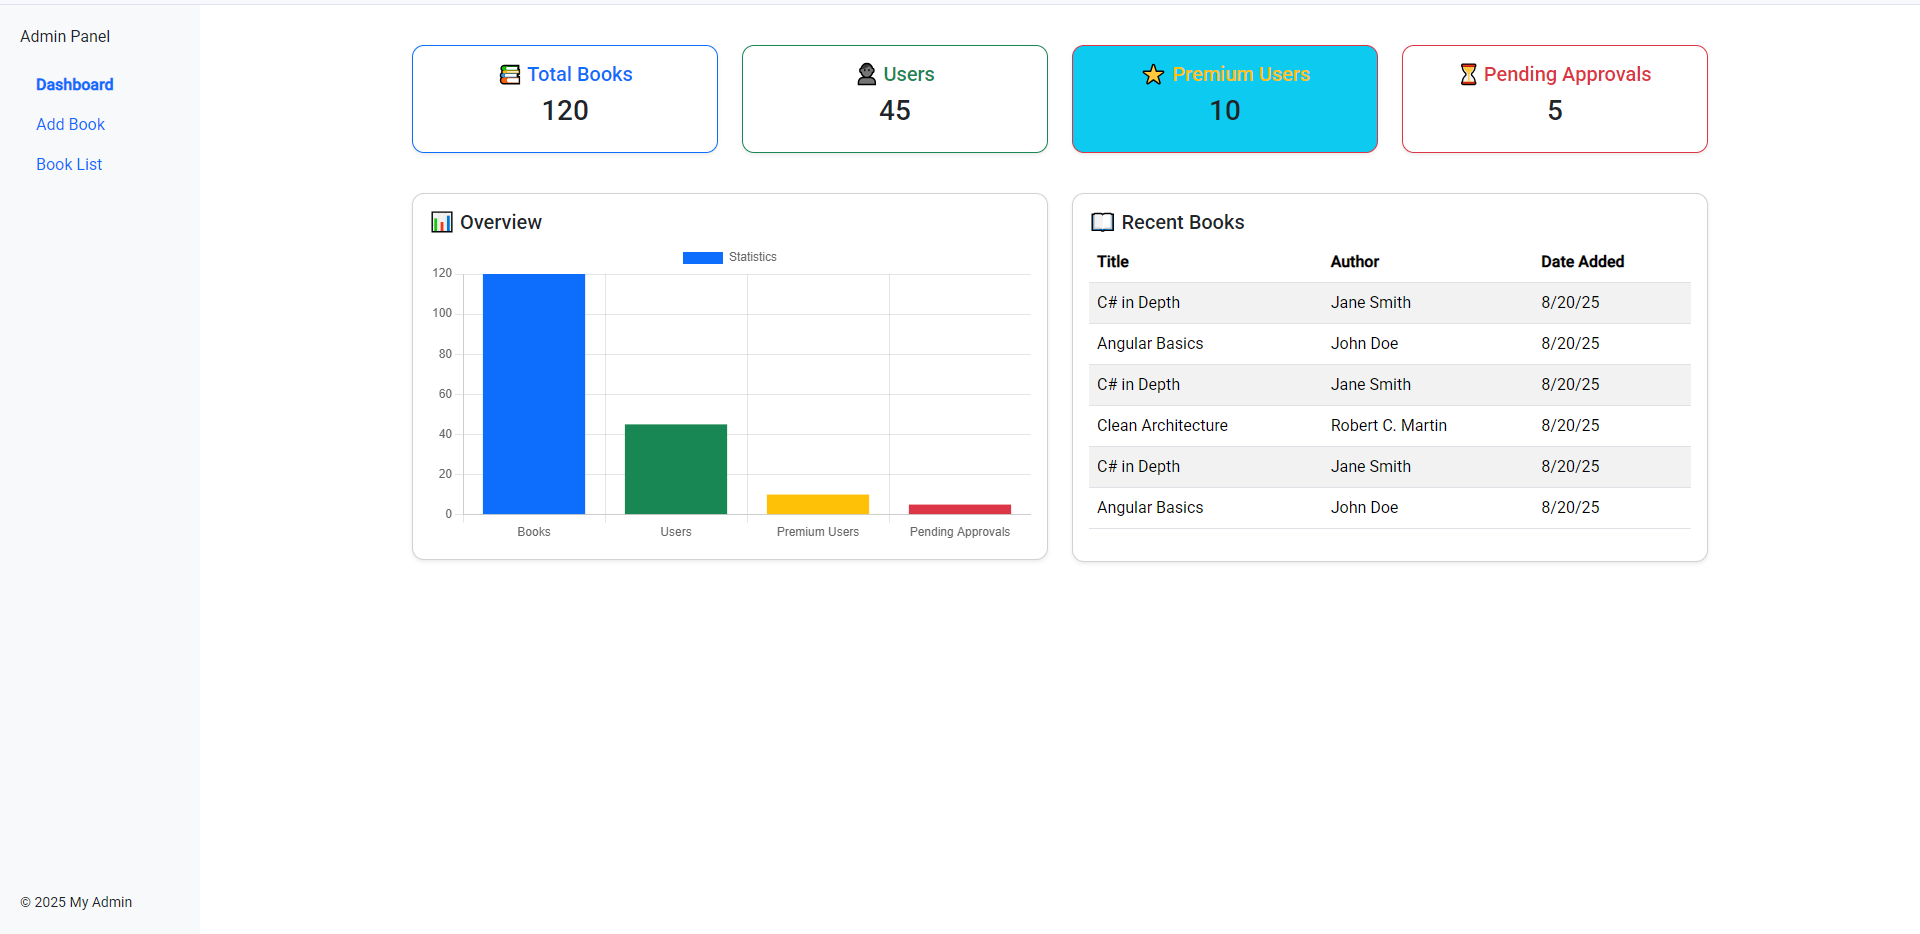 Admin Panel
Dashboard
Add Book
Book List
© 2025 My Admin
Total Books
120
Users
45
Premium Users
10
Pending Approvals
5
Overview
Statistics
120
100
80
60
40
20
0
Books Users Premium Users Pending Approvals
Recent Books
Title Author Date Added
C# in Depth Jane Smith 8/20/25
Angular Basics John Doe 8/20/25
C# in Depth Jane Smith 8/20/25
Clean Architecture Robert C. Martin 8/20/25
C# in Depth Jane Smith 8/20/25
Angular Basics John Doe 8/20/25